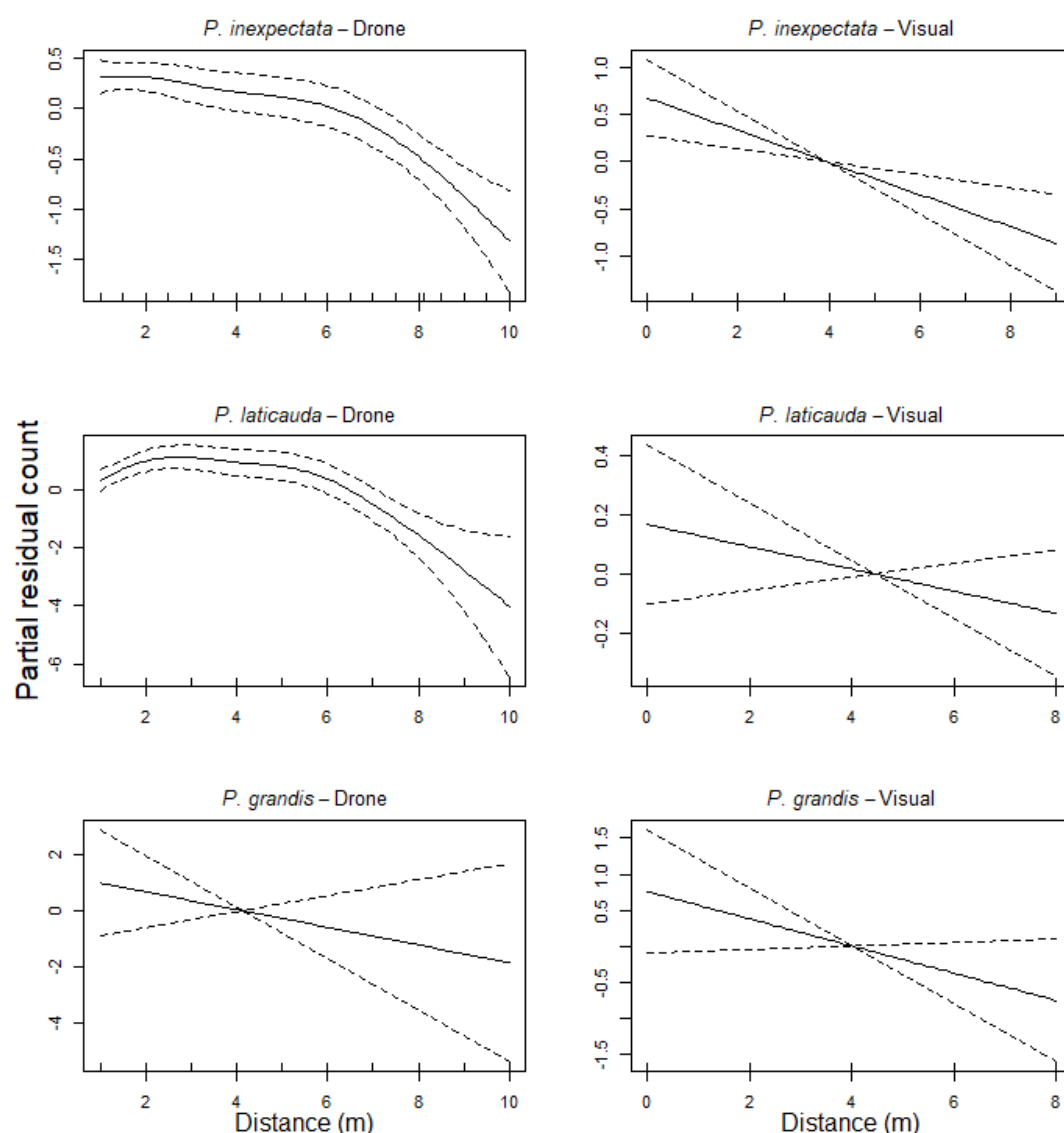 P. inexpectata – Drone
0.5
0.0
-0.5
-1.0
-1.5
2 4 6 8 10
P. inexpectata – Visual
1.0
0.5
0.0
-0.5
-1.0
0 2 4 6 8
Partial residual count
P. laticauda – Drone
0
-2
-4
-6
2 4 6 8 10
P. laticauda – Visual
0.4
0.2
0.0
-0.2
0 2 4 6 8
P. grandis – Drone
2
0
-2
-4
2 4 6 8 10
Distance (m)
P. grandis – Visual
1.5
1.0
0.5
-0.5
-1.5
0 2 4 6 8
Distance (m)